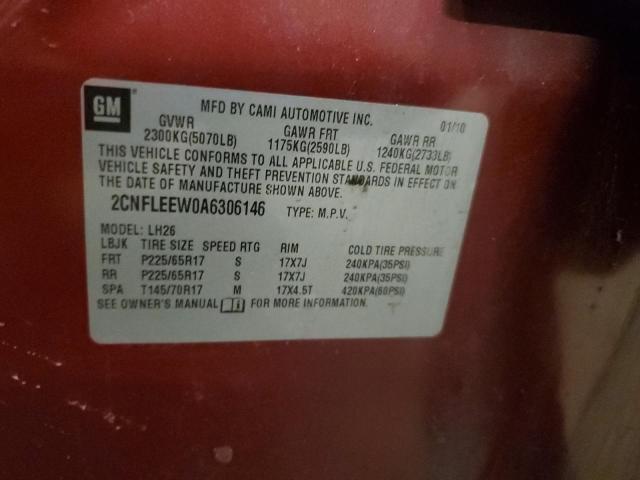 GM
MFD BY CAMI AUTOMOTIVE INC. 01/10
GVWR GAWR FRT GAWR RR
2300KG(5070LB) 1175KG(2590LB) 1240KG(2733LB)
THIS VEHICLE CONFORMS TO ALL APPLICABLE U.S. FEDERAL MOTOR
VEHICLE SAFETY AND THEFT PREVENTION STANDARDS IN EFFECT ON
THE DATE OF MANUFACTURE SHOWN ABOVE.
2CNFLEEW0A6306146 TYPE: M.P.V.
MODEL: LH26
LBJK TIRE SIZE SPEED RTG RIM COLD TIRE PRESSURE
FRT P225/65R17 S 17X7J 240KPA(35PSI)
RR P225/65R17 S 17X7J 240KPA(35PSI)
SPA T145/70R17 M 17X4.5T 420KPA(60PSI)
SEE OWNER'S MANUAL FOR MORE INFORMATION.